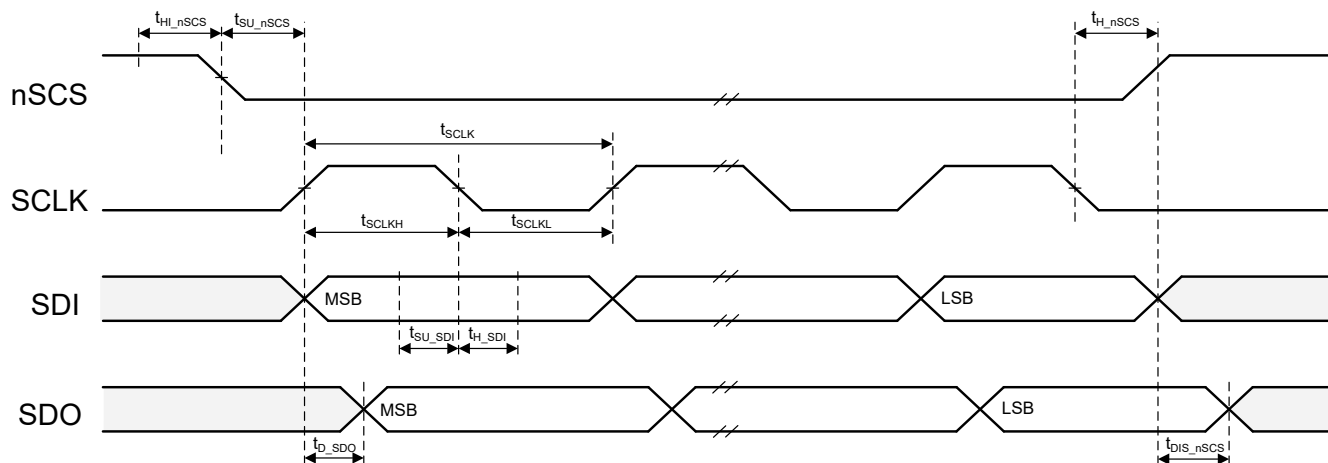 tHI_nSCS tSU_nSCS tH_nSCS
nSCS
tSCLK
SCLK
tSCLKH tSCLKL
SDI MSB LSB
tSU_SDI tH_SDI
SDO MSB LSB
tD_SDO tDIS_nSCS